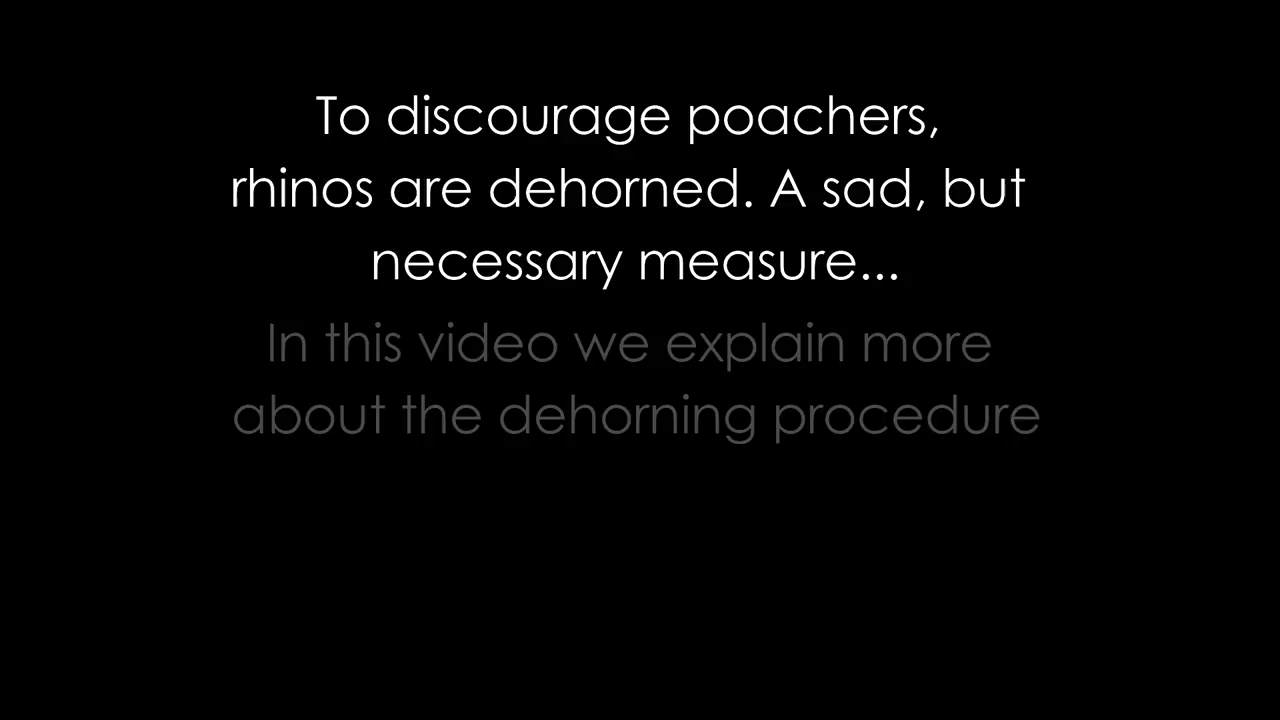 To discourage poachers,
rhinos are dehorned. A sad, but
necessary measure...
In this video we explain more
about the dehorning procedure